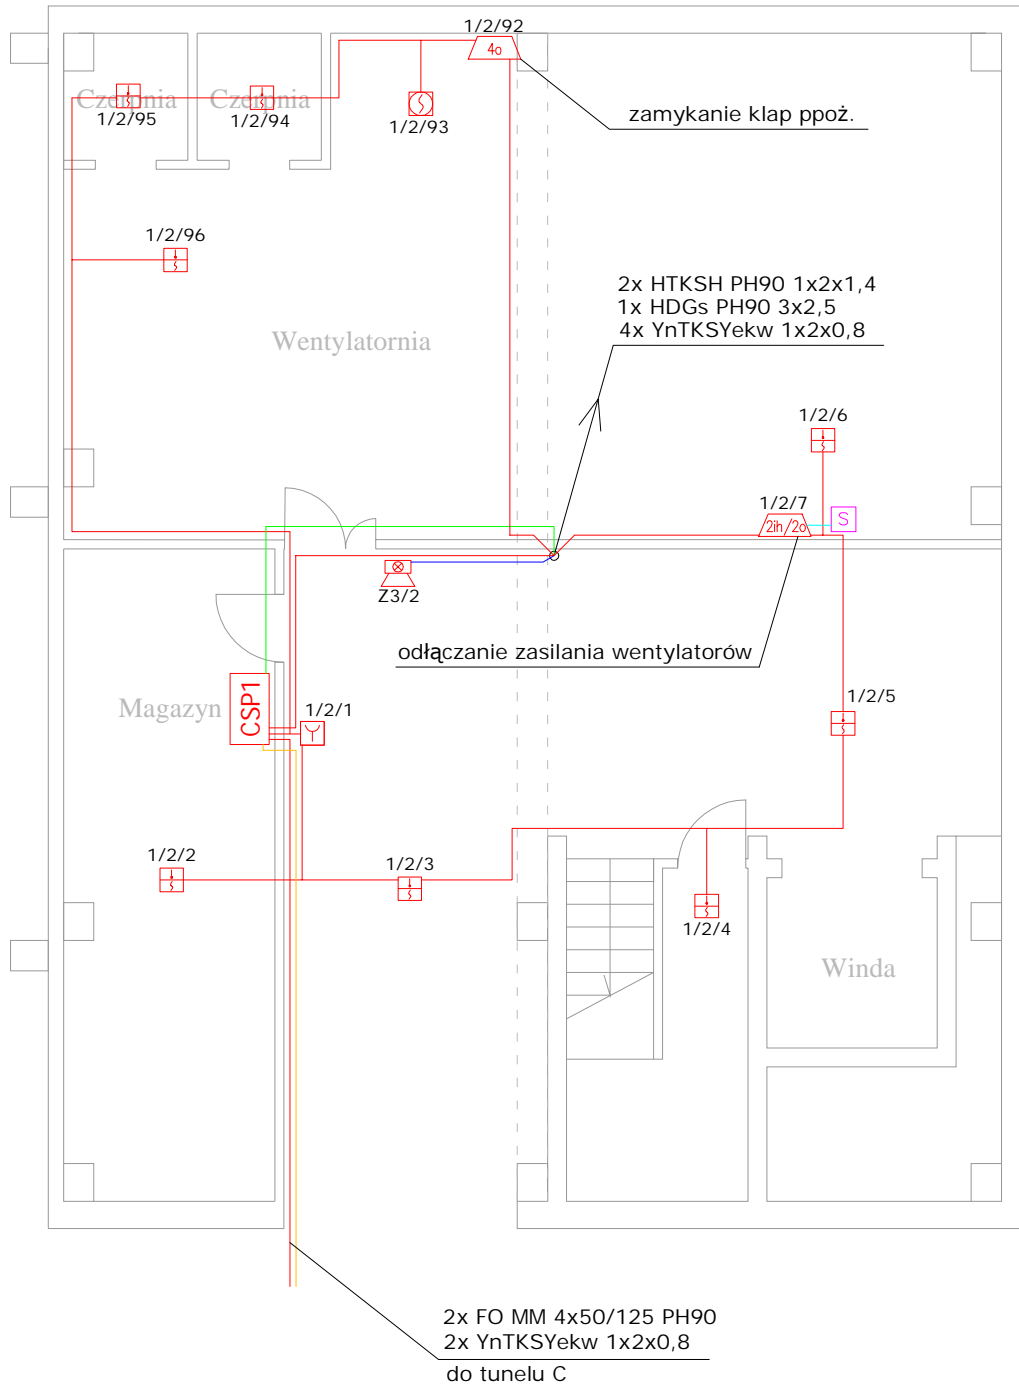 1/2/92
4o
Czerpnia
Czerpnia
1/2/95
1/2/94
1/2/93
zamykanie klap ppoż.
1/2/96
2x HTKSH PH90 1x2x1,4
1x HDGs PH90 3x2,5
4x YnTKSYekw 1x2x0,8
Wentylatornia
1/2/6
1/2/7
2ih/2o
S
Z3/2
odłączanie zasilania wentylatorów
Magazyn
CSP1
1/2/1
1/2/5
1/2/2
1/2/3
1/2/4
Winda
2x FO MM 4x50/125 PH90
2x YnTKSYekw 1x2x0,8
do tunelu C